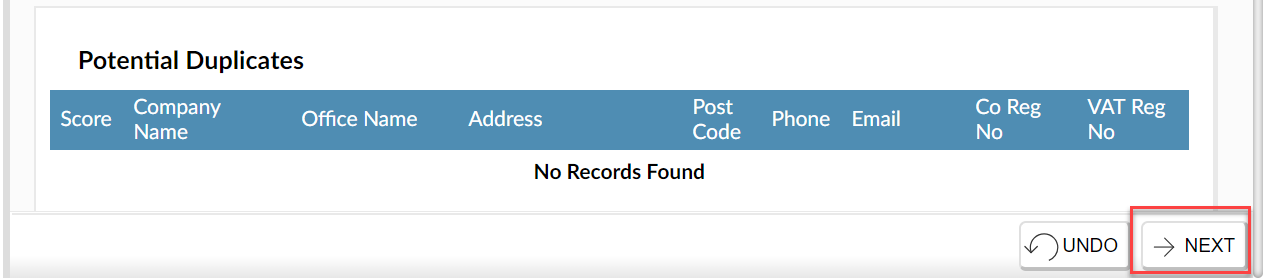 Potential Duplicates
Score Company Name Office Name Address Post Code Phone Email Co Reg No VAT Reg No
No Records Found
UNDO NEXT